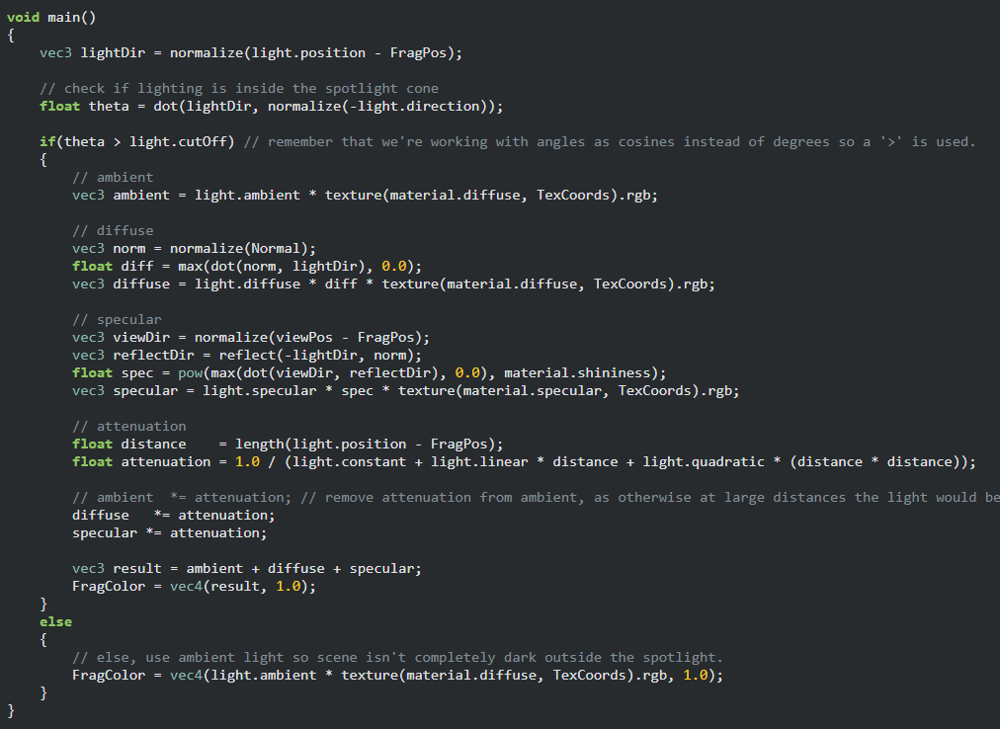 void main()
{
    vec3 lightDir = normalize(light.position - FragPos);
    // check if lighting is inside the spotlight cone
    float theta = dot(lightDir, normalize(-light.direction));
    if(theta > light.cutOff) // remember that we're working with angles as cosines instead of degrees so a '>' is used.
    {
        // ambient
        vec3 ambient = light.ambient * texture(material.diffuse, TexCoords).rgb;
        // diffuse
        vec3 norm = normalize(Normal);
        float diff = max(dot(norm, lightDir), 0.0);
        vec3 diffuse = light.diffuse * diff * texture(material.diffuse, TexCoords).rgb;
        // specular
        vec3 viewDir = normalize(viewPos - FragPos);
        vec3 reflectDir = reflect(-lightDir, norm);
        float spec = pow(max(dot(viewDir, reflectDir), 0.0), material.shininess);
        vec3 specular = light.specular * spec * texture(material.specular, TexCoords).rgb;
        // attenuation
        float distance    = length(light.position - FragPos);
        float attenuation = 1.0 / (light.constant + light.linear * distance + light.quadratic * (distance * distance));
        // ambient  *= attenuation; // remove attenuation from ambient, as otherwise at large distances the light would be
        diffuse   *= attenuation;
        specular *= attenuation;
        vec3 result = ambient + diffuse + specular;
        FragColor = vec4(result, 1.0);
    }
    else
    {
        // else, use ambient light so scene isn't completely dark outside the spotlight.
        FragColor = vec4(light.ambient * texture(material.diffuse, TexCoords).rgb, 1.0);
    }
}